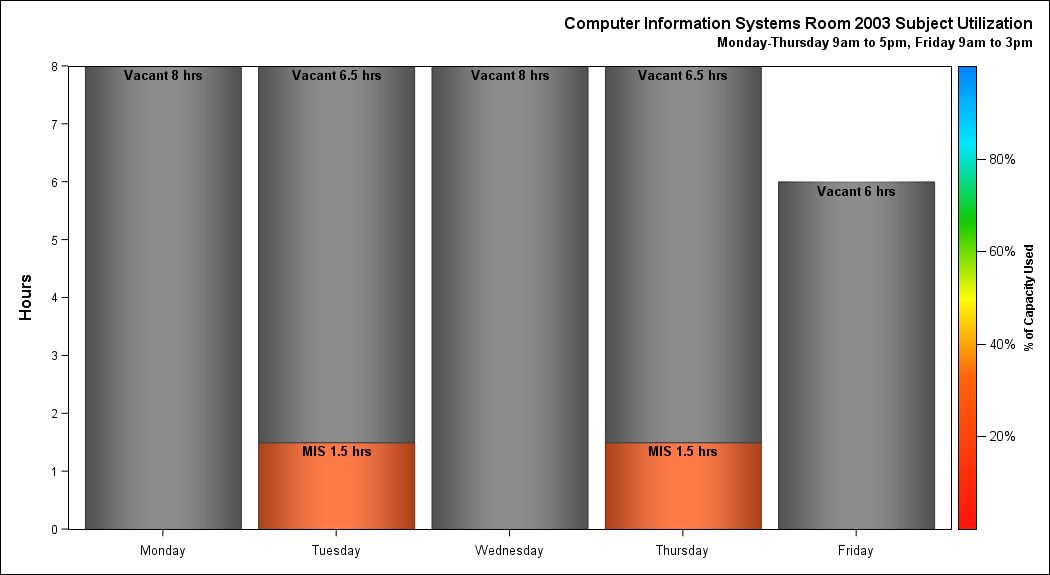 Computer Information Systems Room 2003 Subject Utilization
Monday-Thursday 9am to 5pm, Friday 9am to 3pm
Hours
8
7
6
5
4
3
2
1
0
Vacant 8 hrs
Vacant 6.5 hrs
Vacant 8 hrs
Vacant 6.5 hrs
Vacant 6 hrs
MIS 1.5 hrs
MIS 1.5 hrs
Monday
Tuesday
Wednesday
Thursday
Friday
80%
60%
40%
20%
% of Capacity Used